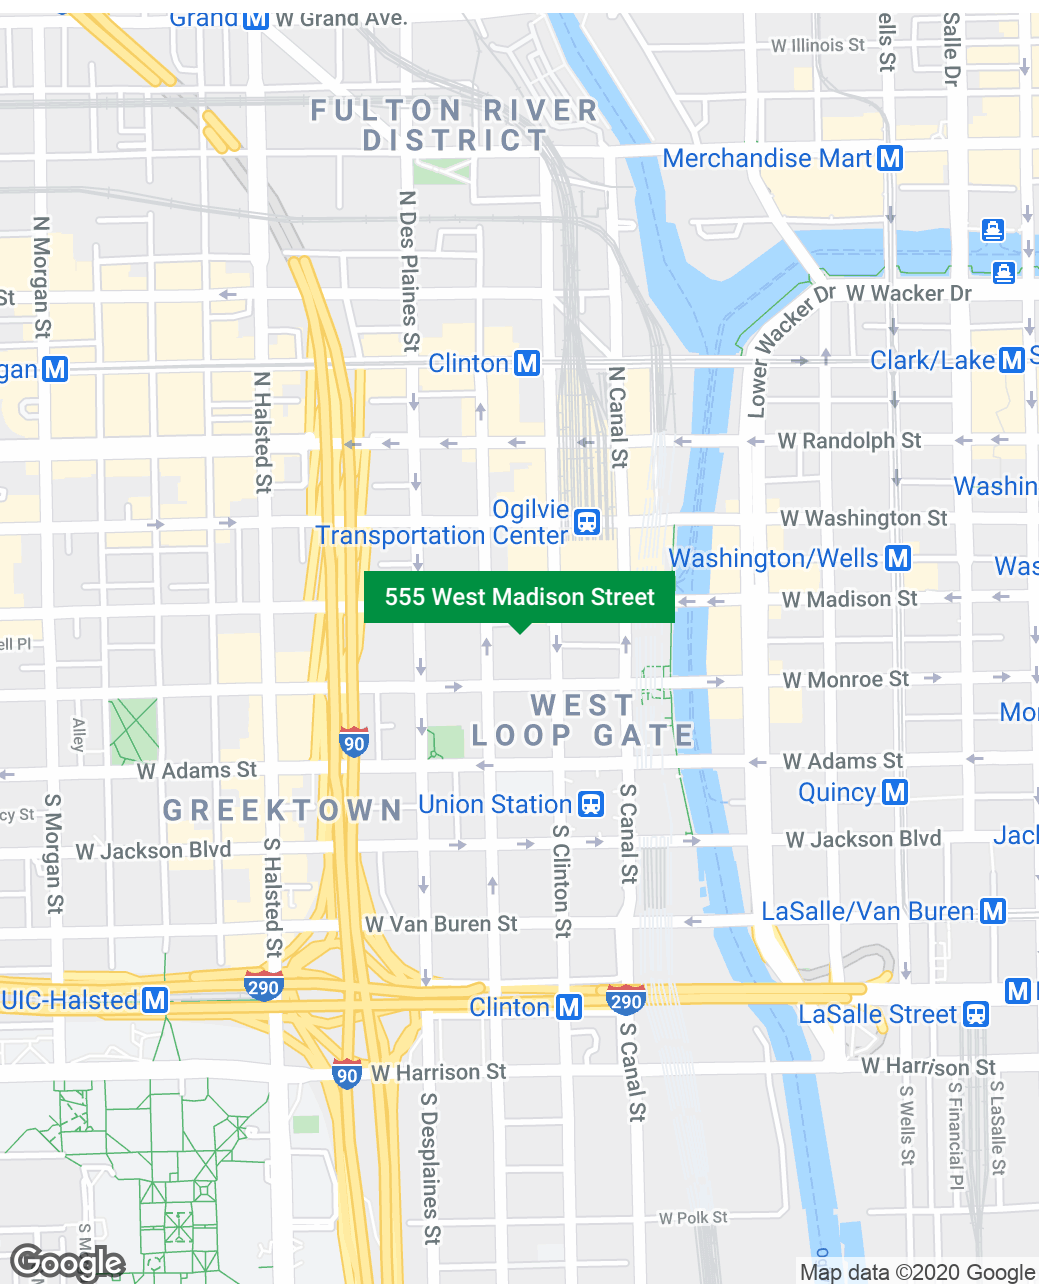 Grand
W Grand Ave.
W Illinois St
FULTON RIVER
DISTRICT
Merchandise Mart
N Morgan St
N Des Plaines St
W Wacker Dr
Lower Wacker Dr
Clinton
Clark/Lake
N Halsted St
N Canal St
W Randolph St
Ogilvie
Transportation Center
W Washington St
Washington/Wells
555 West Madison Street
W Madison St
W Monroe St
WEST
LOOP GATE
Alley
90
W Adams St
W Adams St
GREEKTOWN
Union Station
Quincy
S Morgan St
S Halsted St
W Jackson Blvd
W Jackson Blvd
S Clinton St
S Canal St
W Van Buren St
LaSalle/Van Buren
290
UIC-Halsted
Clinton
290
LaSalle Street
90
W Harrison St
W Harrison St
S Canal St
S Desplaines St
S Wells St
S Financial Pl
S LaSalle St
W Polk St
Google
Map data ©2020 Google